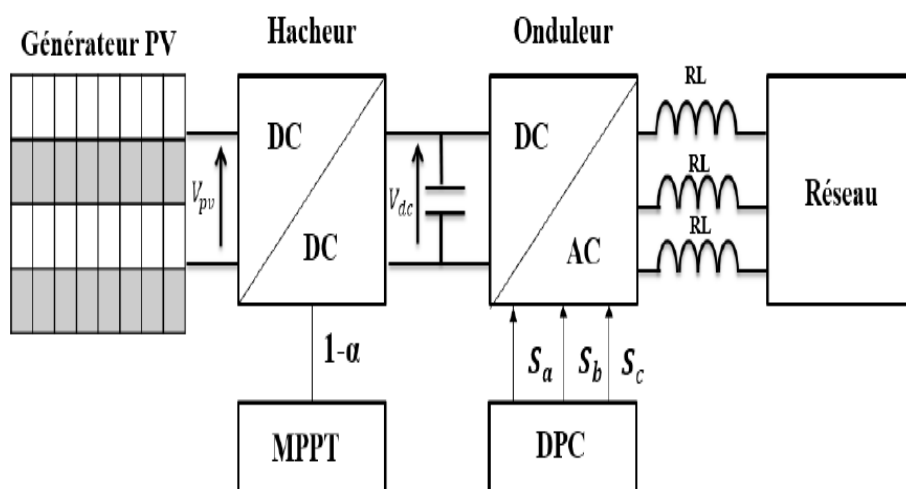 Générateur PV
Hacheur
Onduleur
DC
DC
V_pv
V_dc
DC
AC
RL
RL
RL
Réseau
1-α
S_a
S_b
S_c
MPPT
DPC